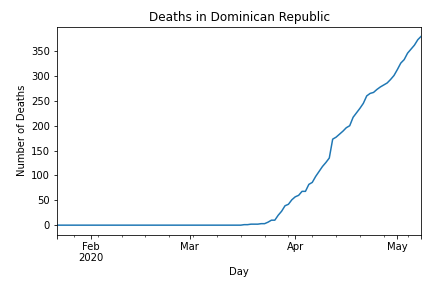 Deaths in Dominican Republic
Number of Deaths
350
300
250
200
150
100
50
0
Feb
2020
Mar
Apr
May
Day